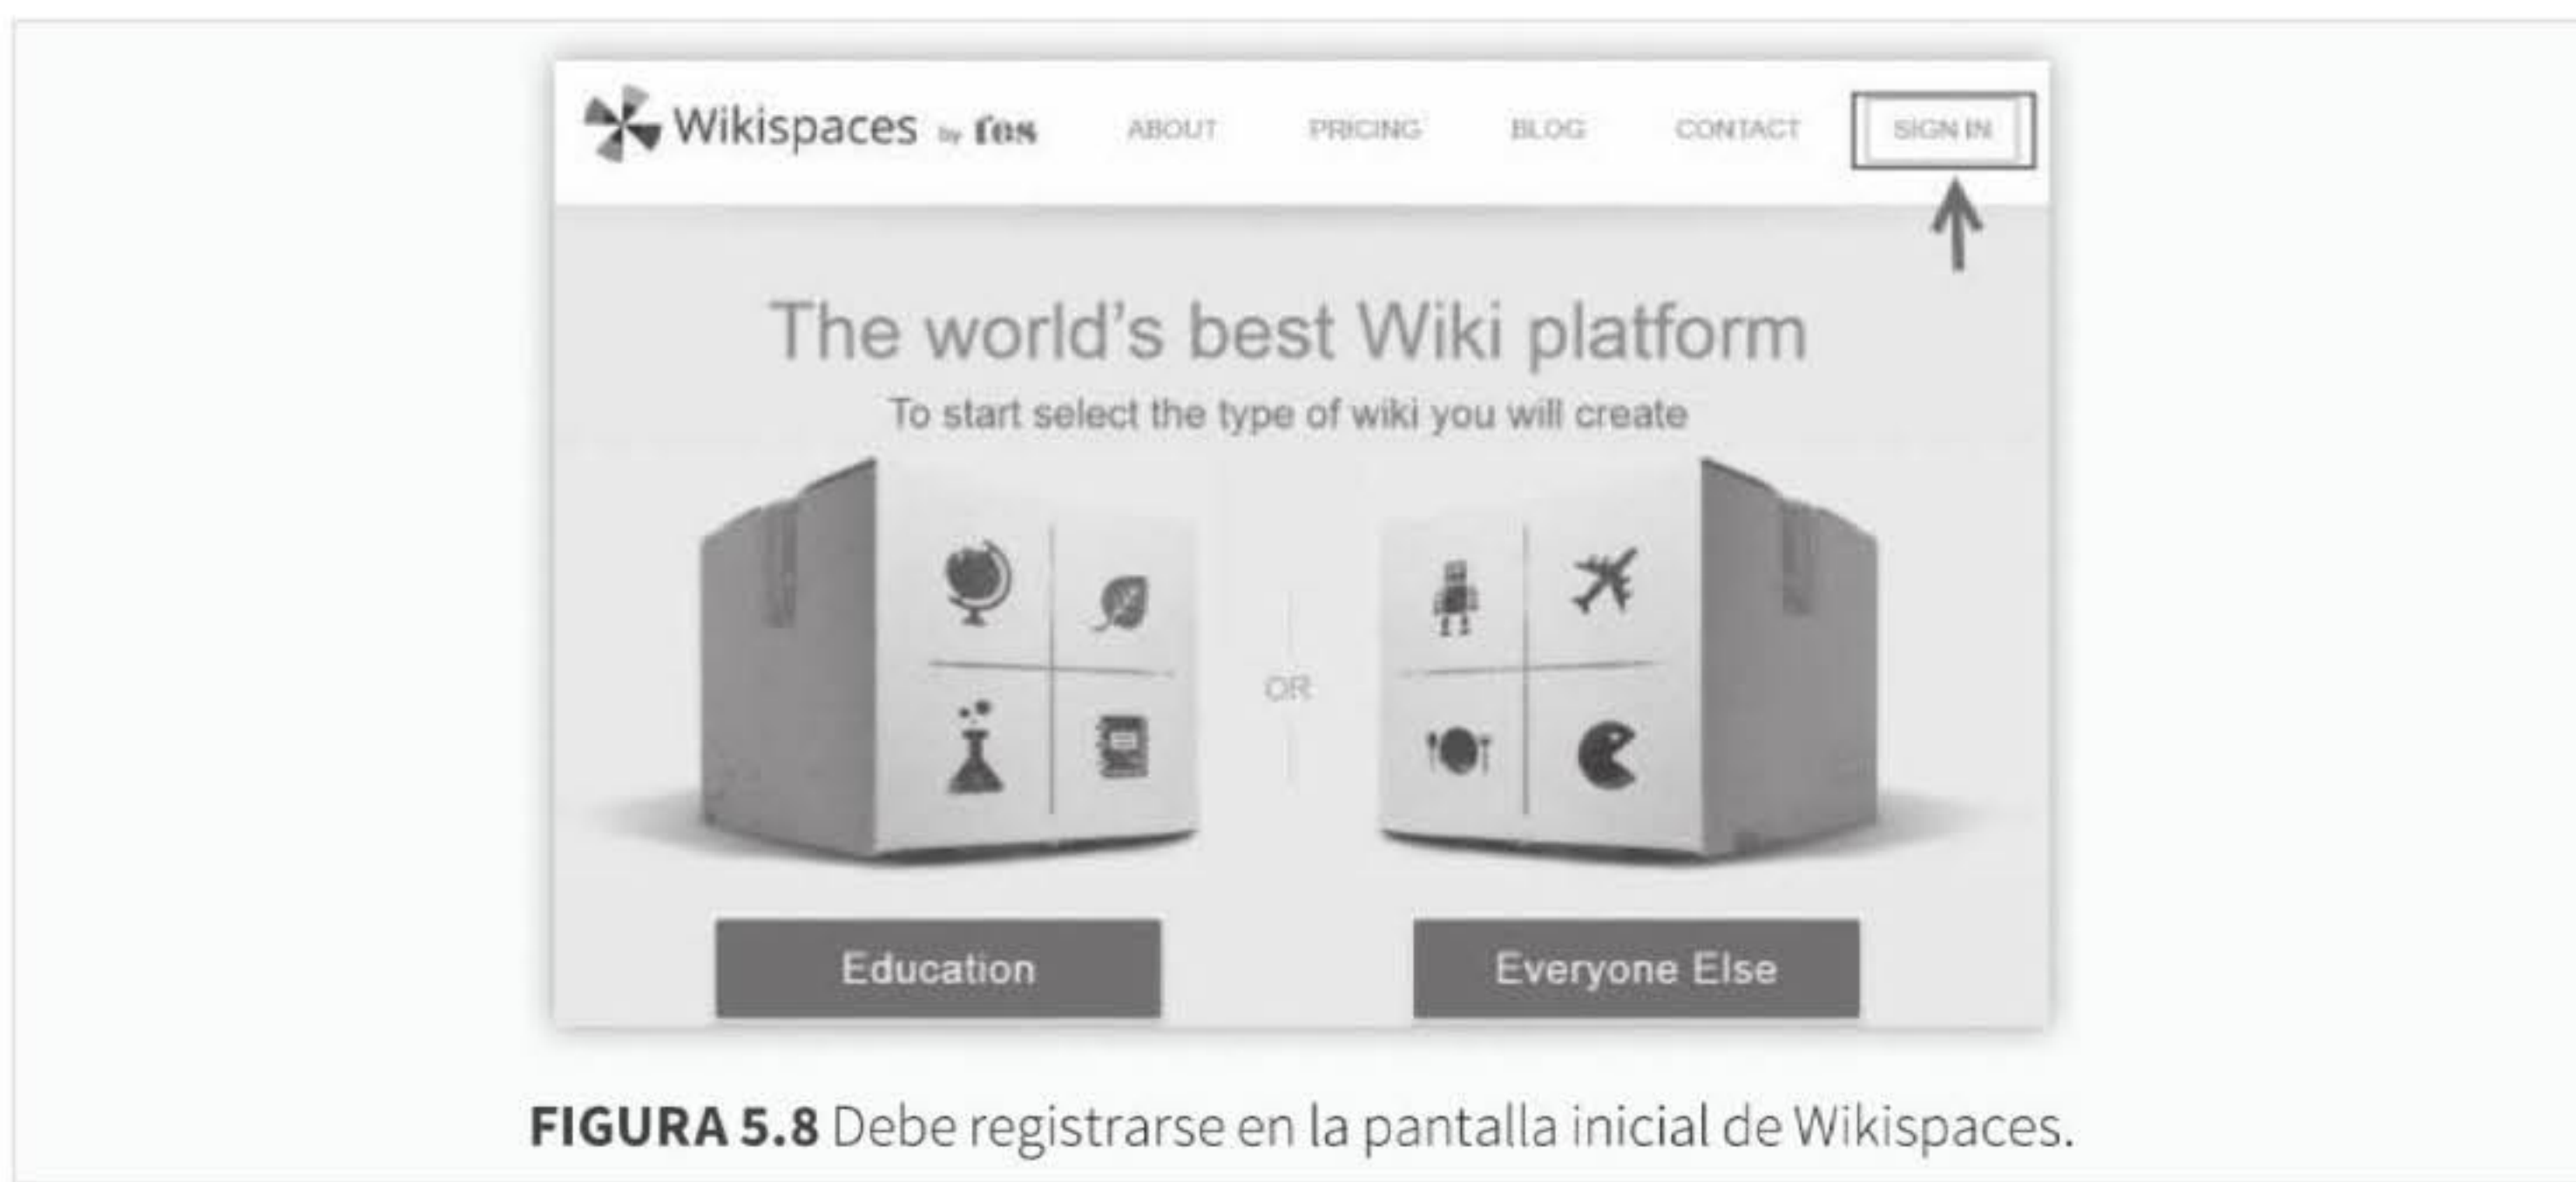 Wikispaces by tes ABOUT PRICING BLOG CONTACT SIGN IN
The world's best Wiki platform
To start select the type of wiki you will create
OR
Education Everyone Else
FIGURA 5.8 Debe registrarse en la pantalla inicial de Wikispaces.